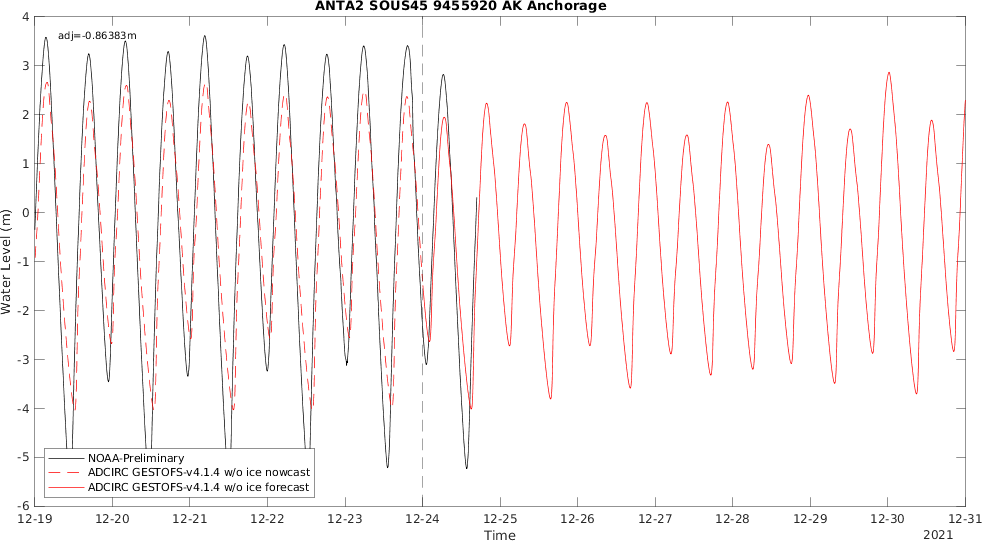 ANTA2 SOUS45 9455920 AK Anchorage
adj=-0.86383m
4
3
2
1
0
-1
-2
-3
-4
-5
-6
Water Level (m)
NOAA-Preliminary
ADCIRC GESTOFS-v4.1.4 w/o ice nowcast
ADCIRC GESTOFS-v4.1.4 w/o ice forecast
12-19 12-20 12-21 12-22 12-23 12-24 12-25 12-26 12-27 12-28 12-29 12-30 12-31
Time
2021